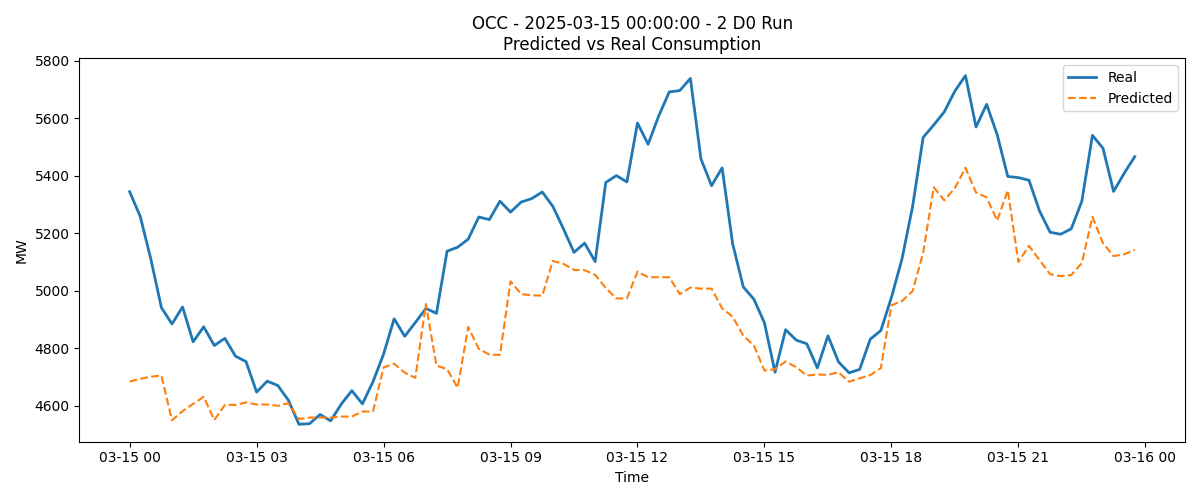 OCC - 2025-03-15 00:00:00 - 2 D0 Run
Predicted vs Real Consumption
5800
5600
5400
5200
5000
4800
4600
MW
Real
Predicted
03-15 00
03-15 03
03-15 06
03-15 09
03-15 12
03-15 15
03-15 18
03-15 21
03-16 00
Time